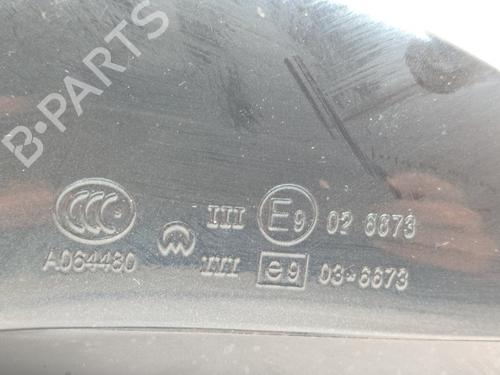 B-PARTS
CCC III E9 02 6673
A064480 III e9 03*6673